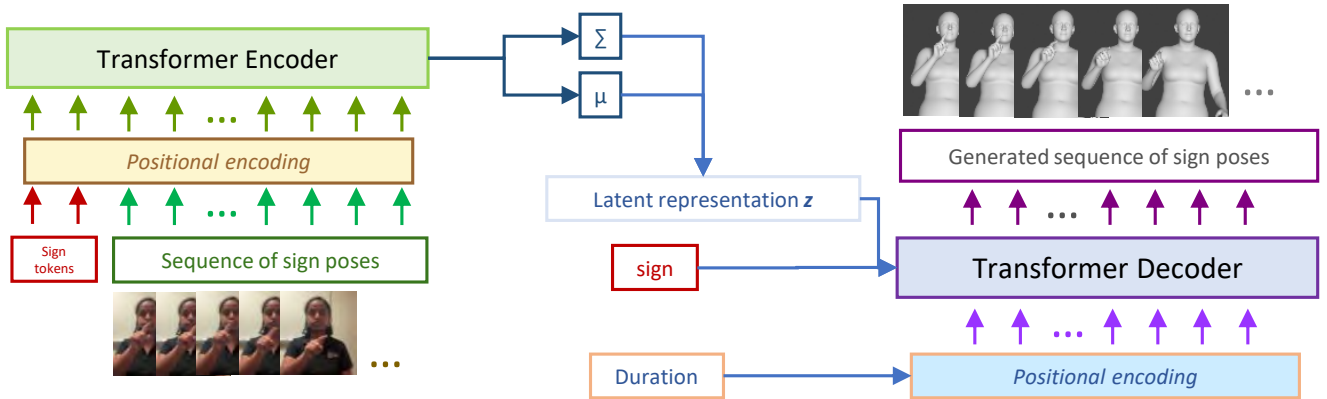 Transformer Encoder
Positional encoding
Sign
tokens
Sequence of sign poses
...
Σ
μ
Latent representation z
sign
Duration
...
Generated sequence of sign poses
...
Transformer Decoder
...
Positional encoding